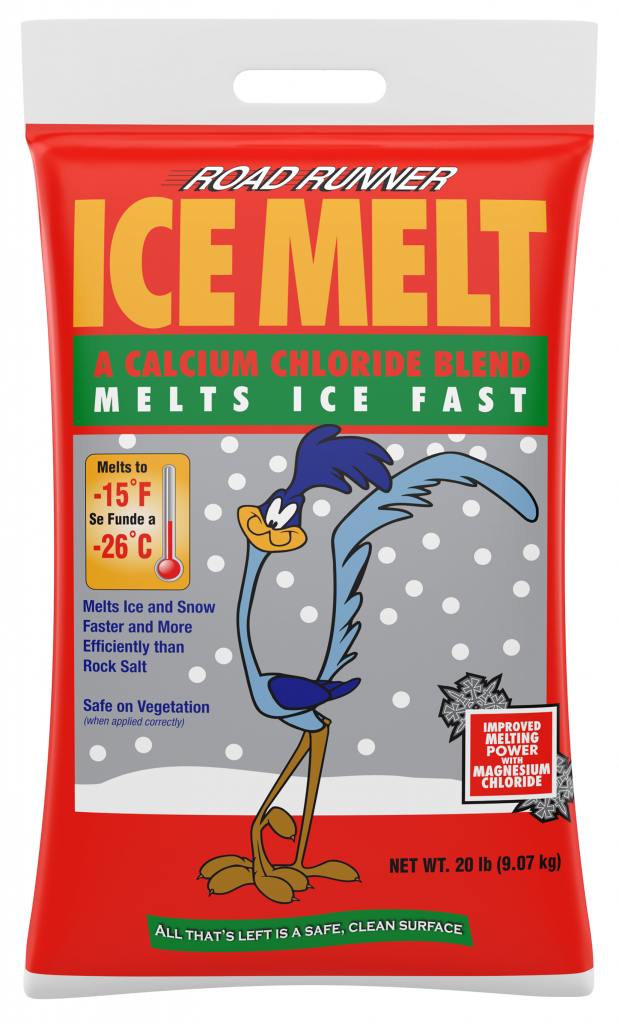 ROAD RUNNER
ICE MELT
A CALCIUM CHLORIDE BLEND
MELTS ICE FAST
Melts to
-15°F
Se Funde a
-26°C
Melts Ice and Snow
Faster and More
Efficiently than
Rock Salt
Safe on Vegetation
(when applied correctly)
IMPROVED
MELTING
POWER
WITH
MAGNESIUM
CHLORIDE
NET WT. 20 lb (9.07 kg)
ALL THAT'S LEFT IS A SAFE, CLEAN SURFACE